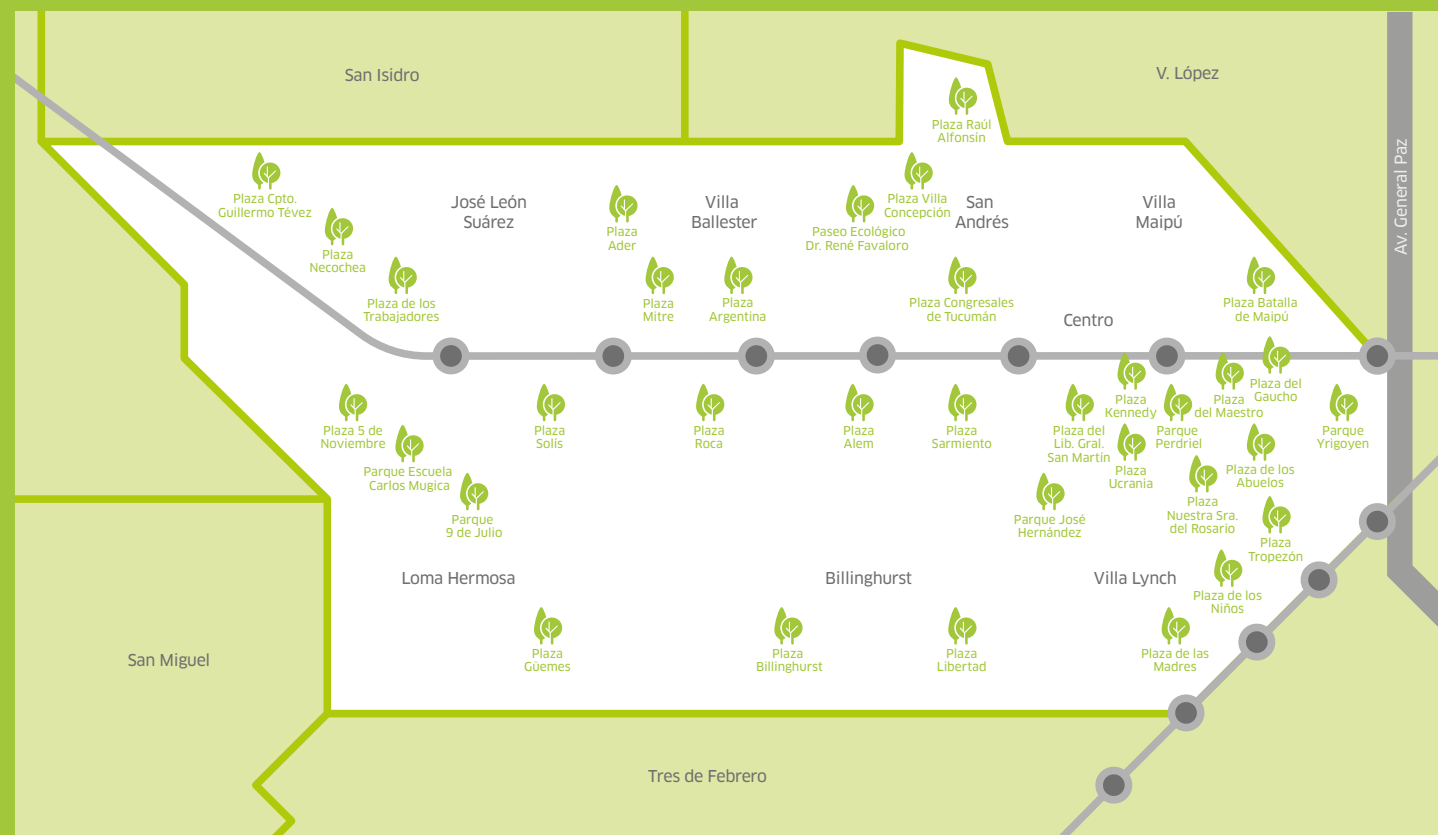 San Isidro
V. López
Av. General Paz
Plaza Raúl
Alfonsín
Plaza Cpto.
Guillermo Tévez
José León
Suárez
Plaza
Ader
Villa
Ballester
Plaza Villa
Concepción
San
Andrés
Villa
Maipú
Paseo Ecológico
Dr. René Favaloro
Plaza
Necochea
Plaza de los
Trabajadores
Plaza
Mitre
Plaza
Argentina
Plaza Congresales
de Tucumán
Plaza Batalla
de Maipú
Centro
Plaza del
Gaucho
Plaza
Kennedy
Plaza
del Maestro
Plaza 5 de
Noviembre
Plaza
Solís
Plaza
Roca
Plaza
Alem
Plaza
Sarmiento
Plaza del
Lib. Gral.
San Martín
Parque
Perdriel
Parque
Yrigoyen
Parque Escuela
Carlos Mugica
Plaza
Ucrania
Plaza de los
Abuelos
Parque
9 de Julio
Parque José
Hernández
Plaza
Nuestra Sra.
del Rosario
Plaza
Tropezón
Loma Hermosa
Billinghurst
Villa Lynch
Plaza de los
Niños
Plaza
Güemes
Plaza
Billinghurst
Plaza
Libertad
Plaza de las
Madres
San Miguel
Tres de Febrero